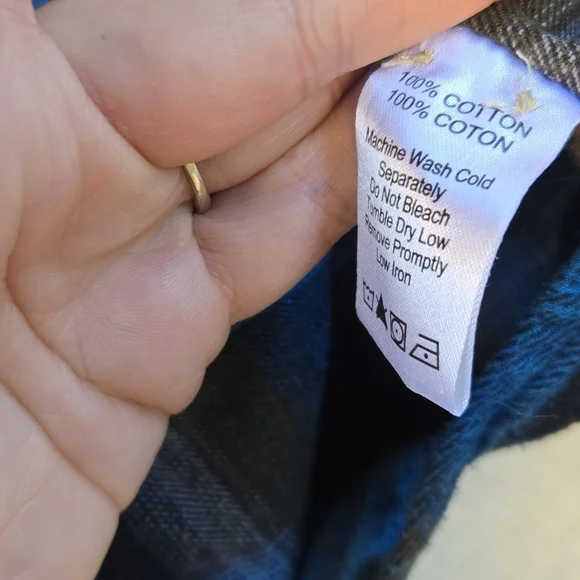 100% COTTON
100% COTON
Machine Wash Cold
Separately
Do Not Bleach
Tumble Dry Low
Remove Promptly
Low Iron